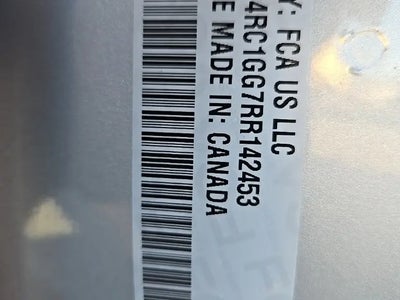 Y: FCA US LLC
4RC1GG7RR142453
E MADE IN: CANADA